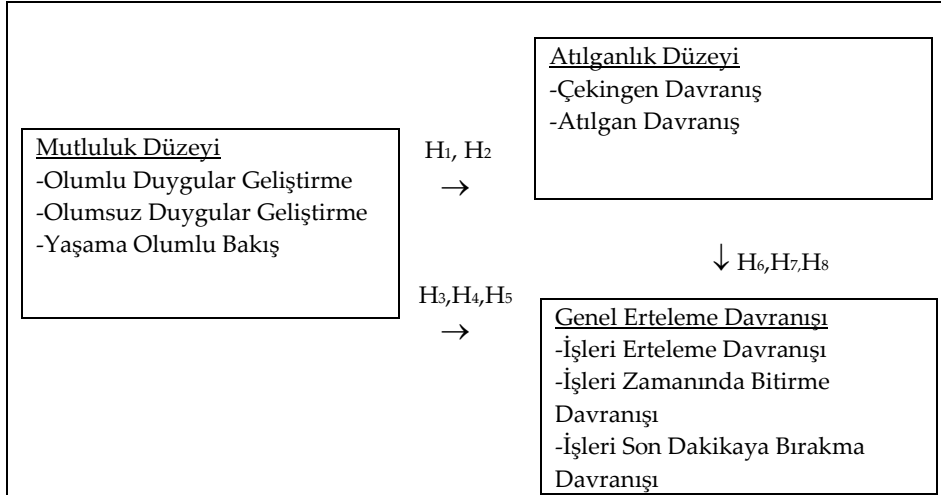 Mutluluk Düzeyi
-Olumlu Duygular Geliştirme
-Olumsuz Duygular Geliştirme
-Yaşama Olumlu Bakış
H₁, H₂
→
Atılganlık Düzeyi
-Çekingen Davranış
-Atılgan Davranış
↓ H₆,H₇,H₈
H₃,H₄,H₅
→
Genel Erteleme Davranışı
-İşleri Erteleme Davranışı
-İşleri Zamanında Bitirme
Davranışı
-İşleri Son Dakikaya Bırakma
Davranışı